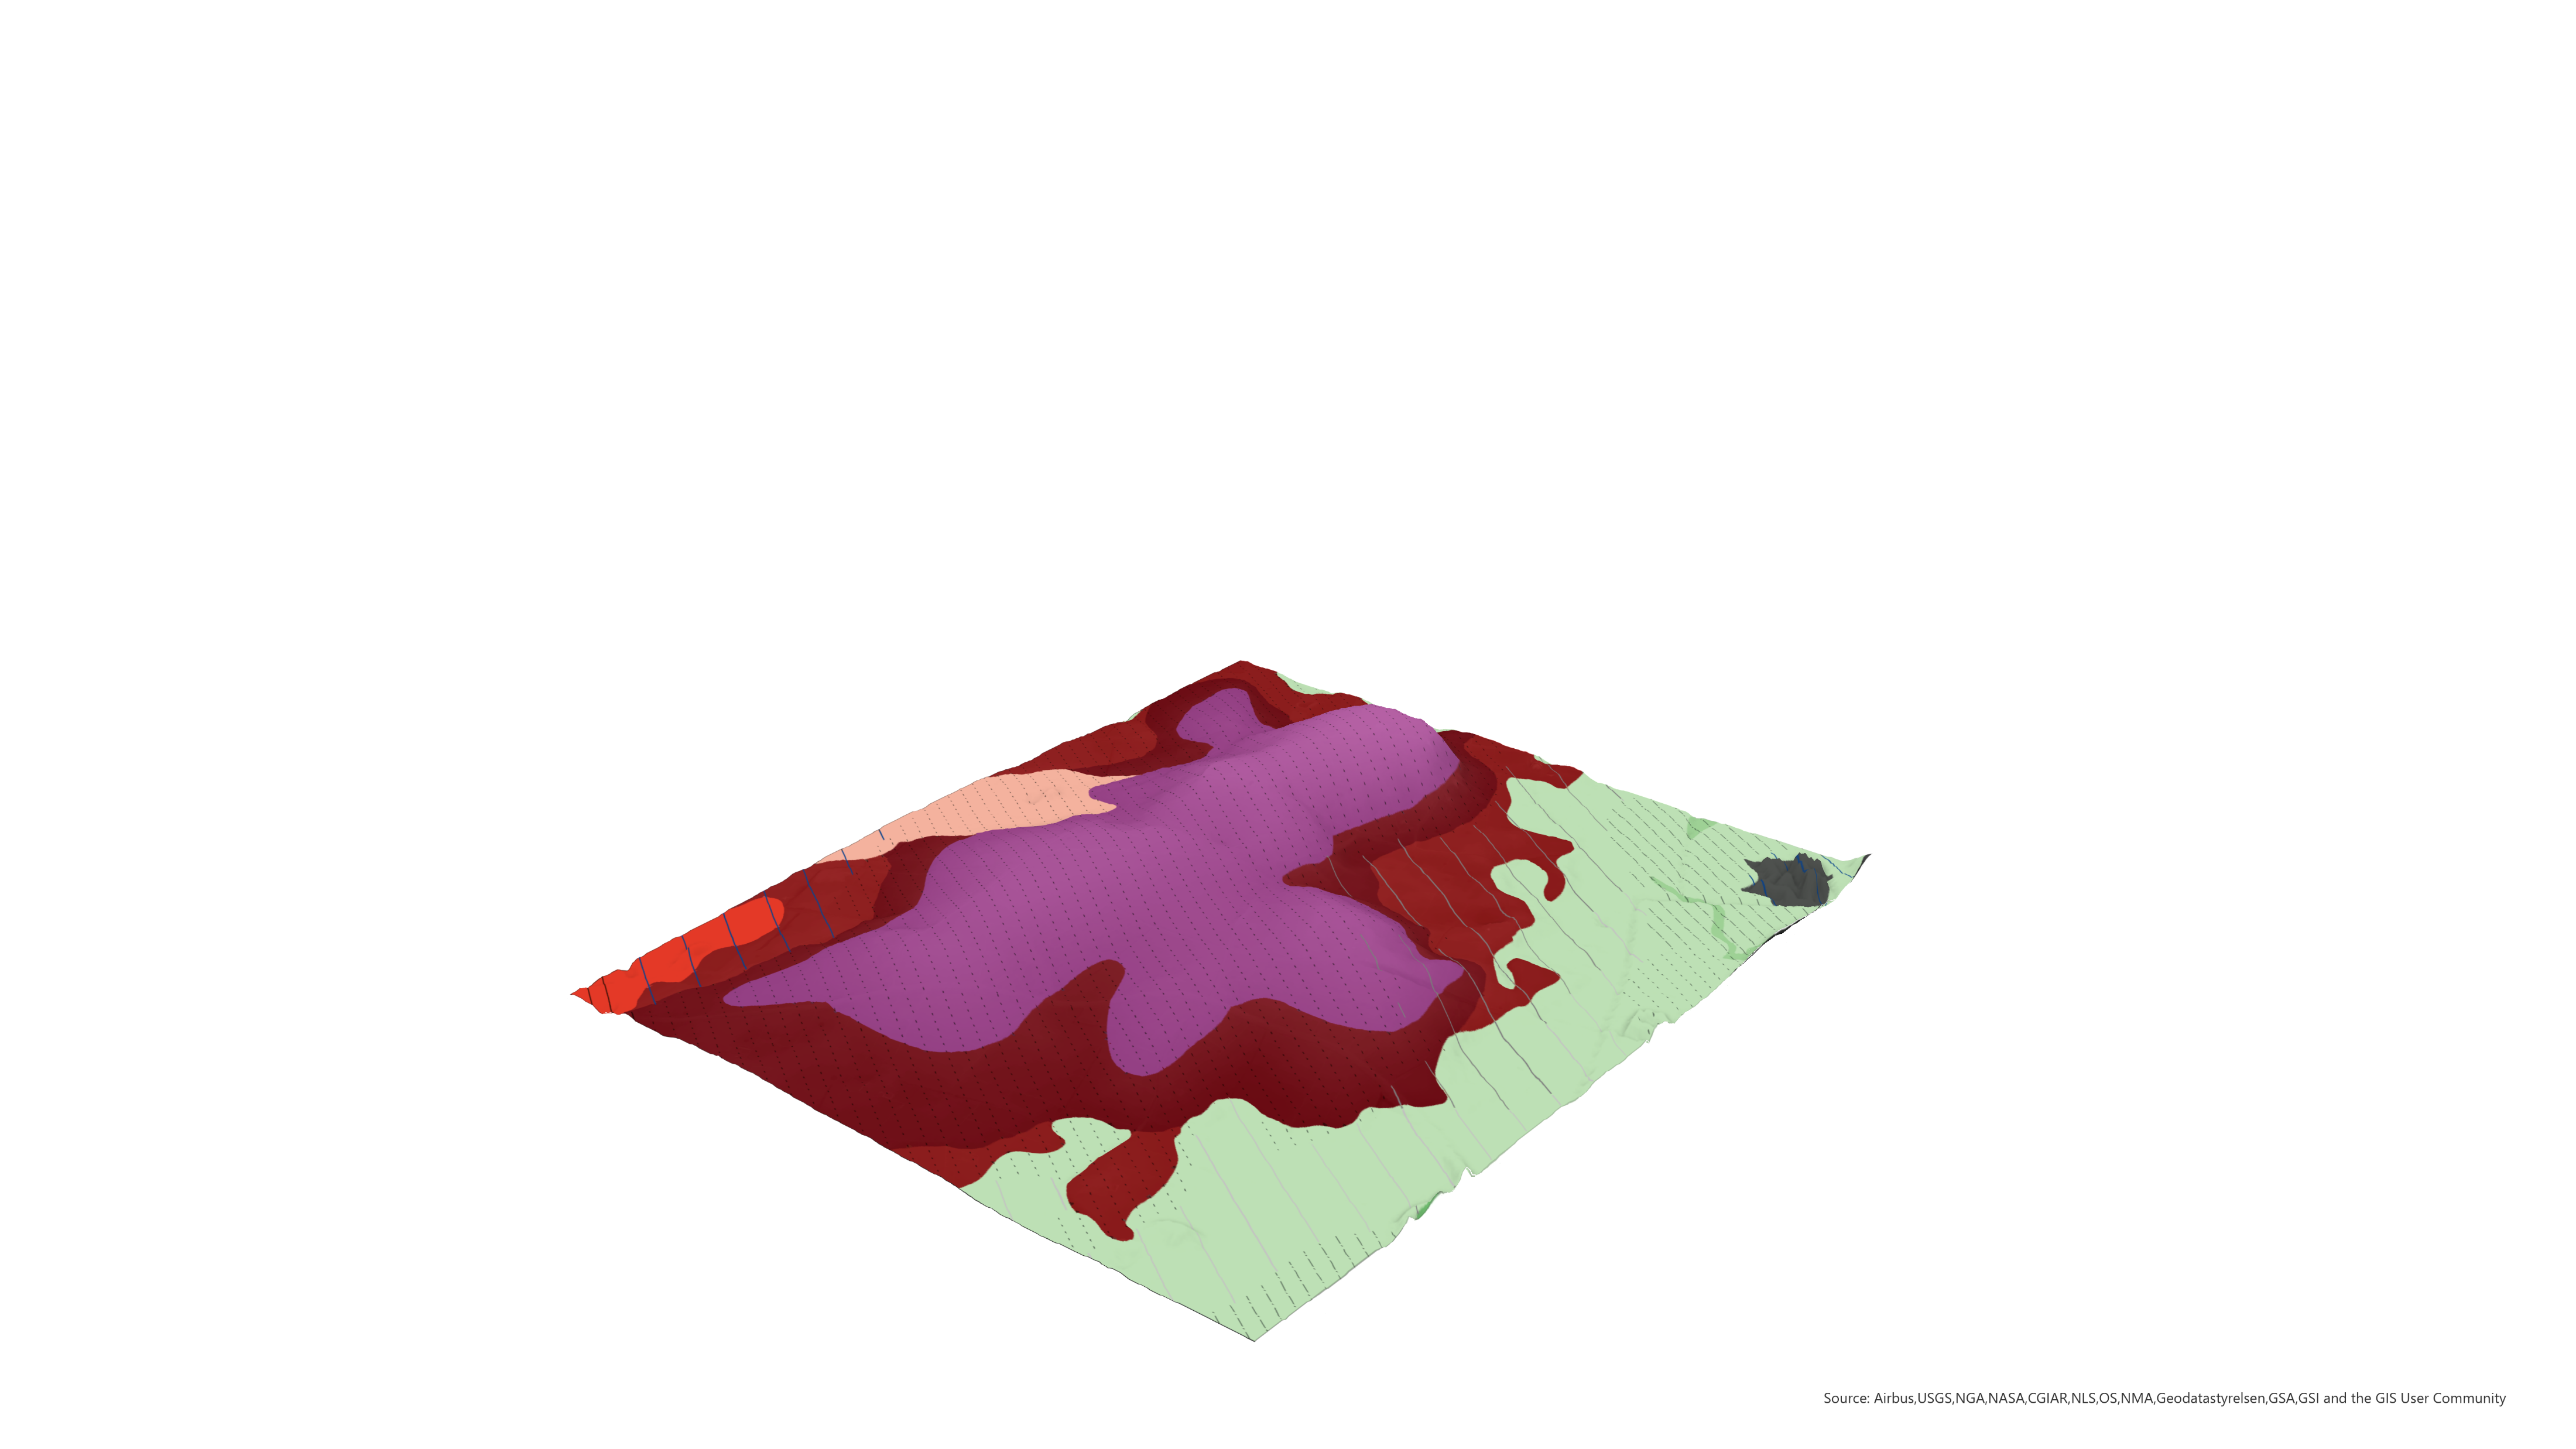 Source: Airbus,USGS,NGA,NASA,CGIAR,NLS,OS,NMA,Geodatastyrelsen,GSA,GSI and the GIS User Community